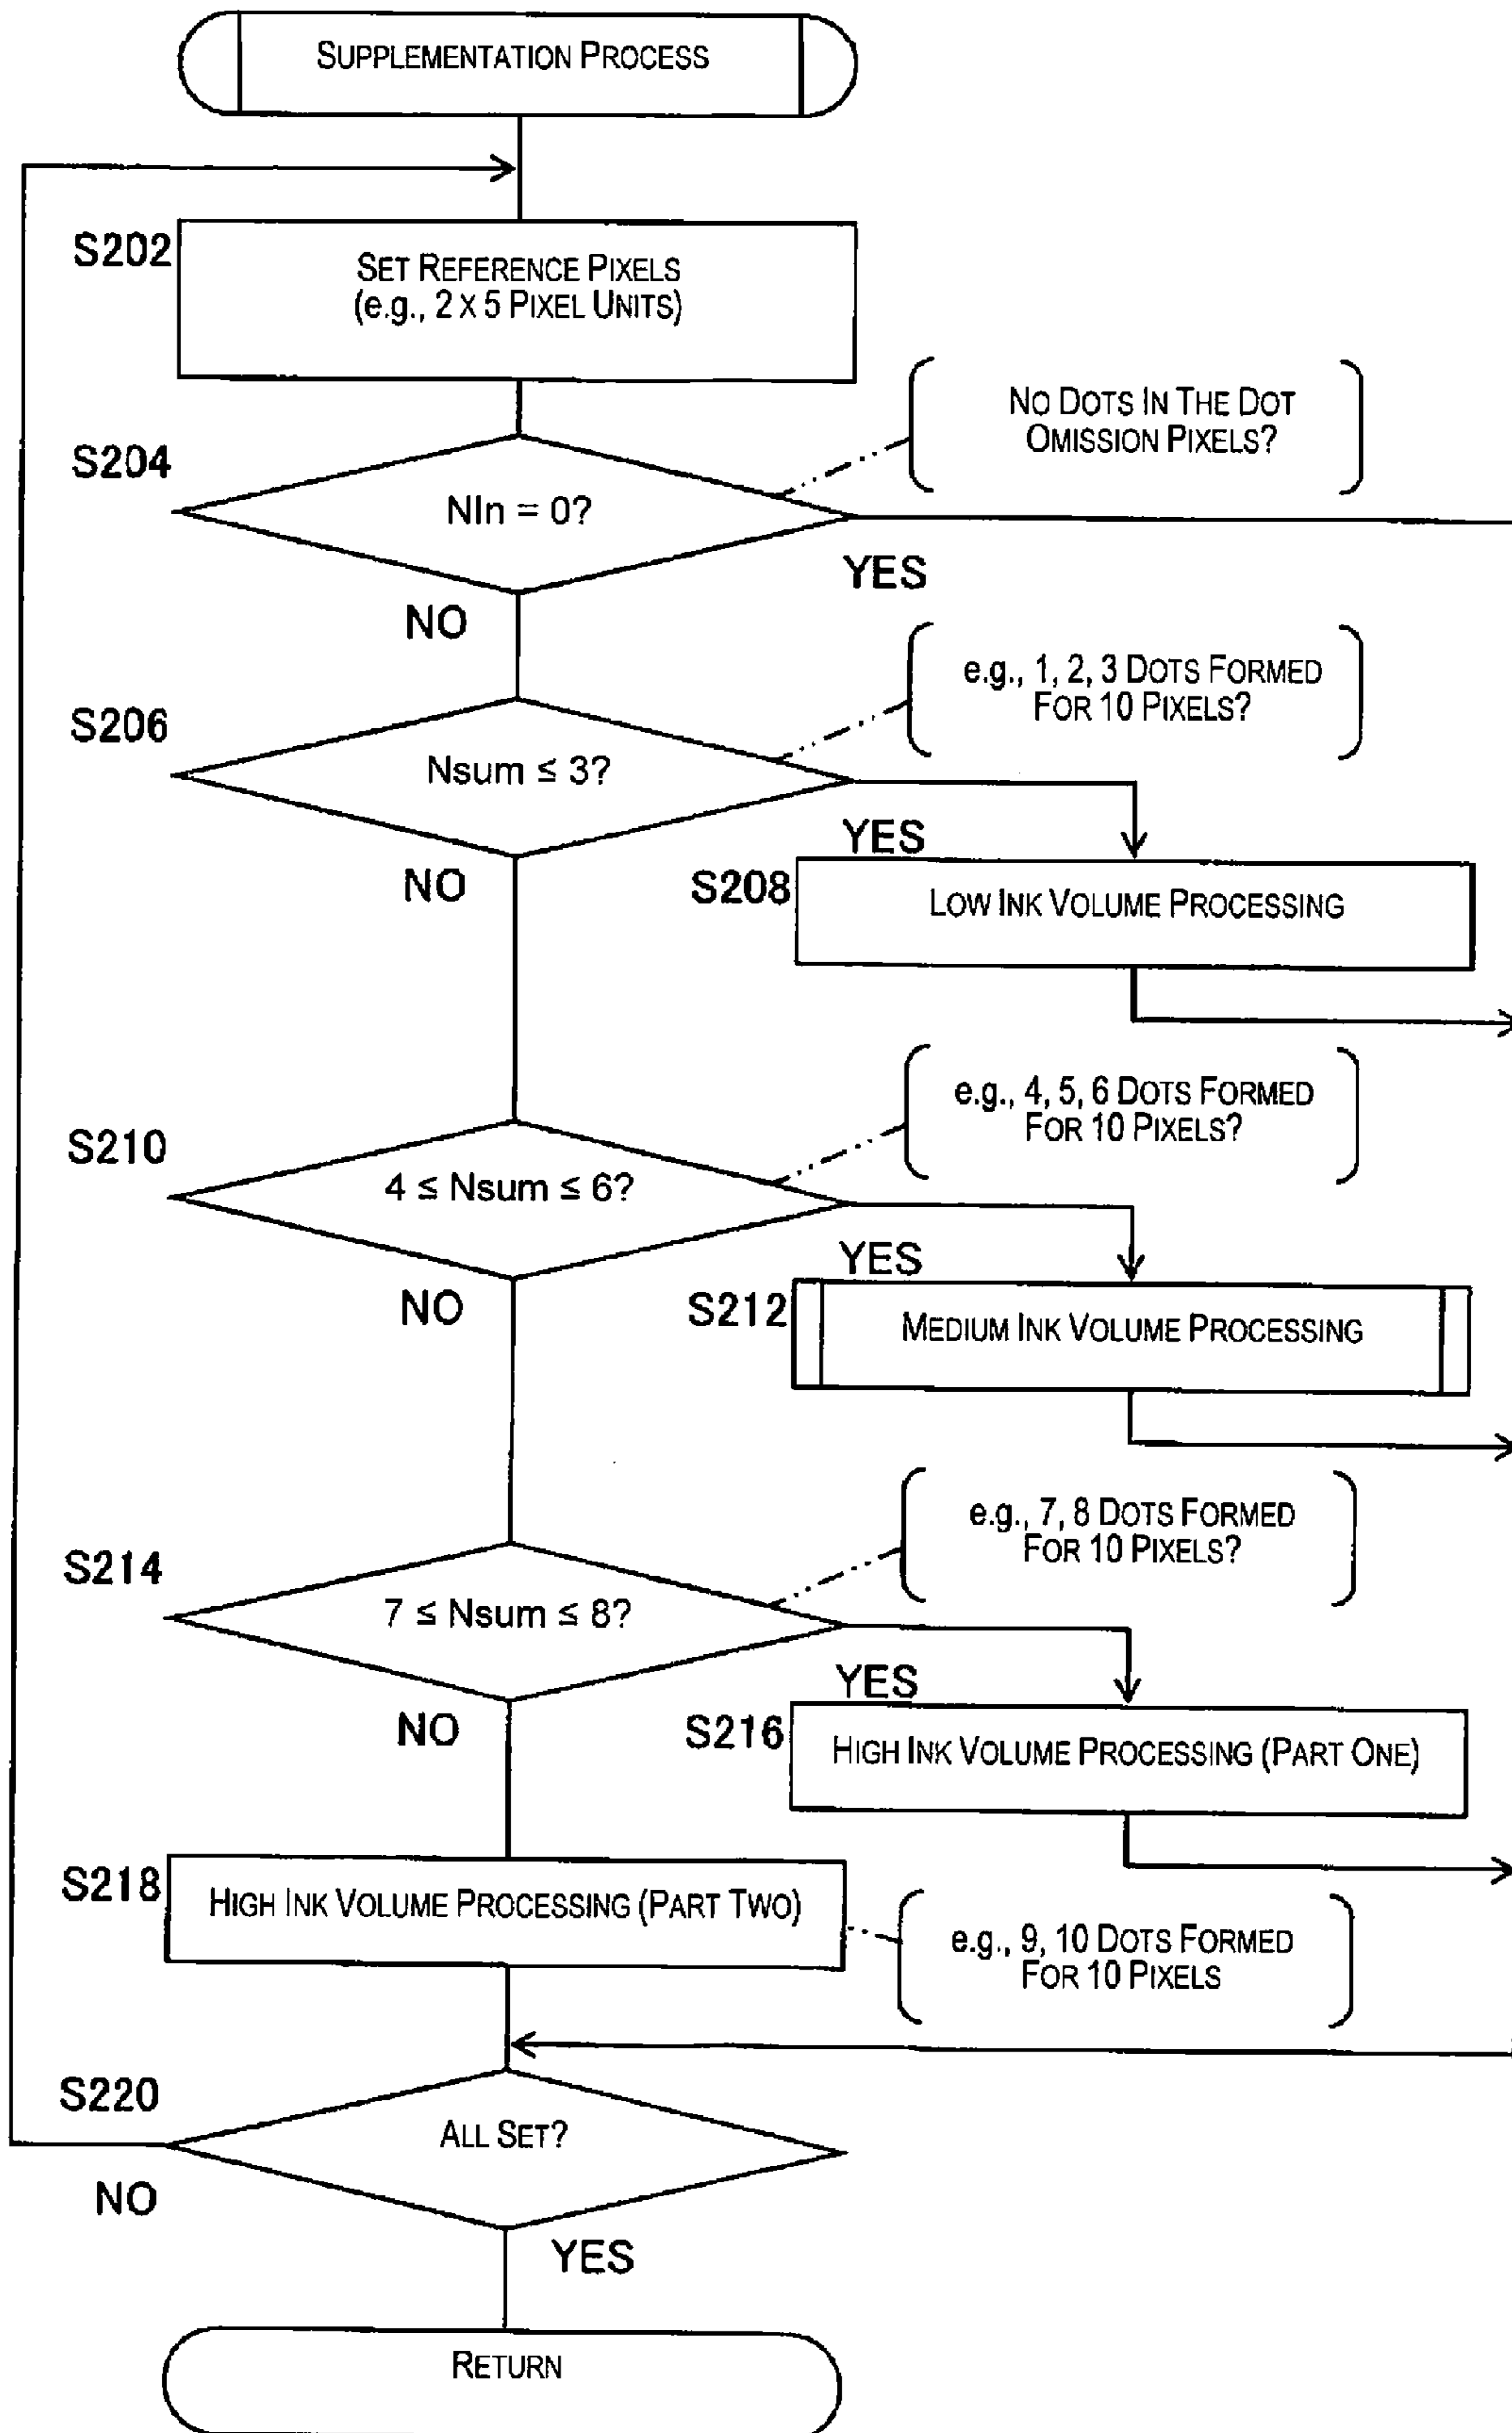 SUPPLEMENTATION PROCESS
S202
SET REFERENCE PIXELS
(e.g., 2 X 5 PIXEL UNITS)
NO DOTS IN THE DOT
OMISSION PIXELS?
S204
NIn = 0?
YES
NO
e.g., 1, 2, 3 DOTS FORMED
FOR 10 PIXELS?
S206
Nsum ≤ 3?
YES
NO
S208
LOW INK VOLUME PROCESSING
e.g., 4, 5, 6 DOTS FORMED
FOR 10 PIXELS?
S210
4 ≤ Nsum ≤ 6?
YES
NO
S212
MEDIUM INK VOLUME PROCESSING
e.g., 7, 8 DOTS FORMED
FOR 10 PIXELS?
S214
7 ≤ Nsum ≤ 8?
YES
NO
S216
HIGH INK VOLUME PROCESSING (PART ONE)
S218
HIGH INK VOLUME PROCESSING (PART TWO)
e.g., 9, 10 DOTS FORMED
FOR 10 PIXELS
S220
ALL SET?
NO
YES
RETURN